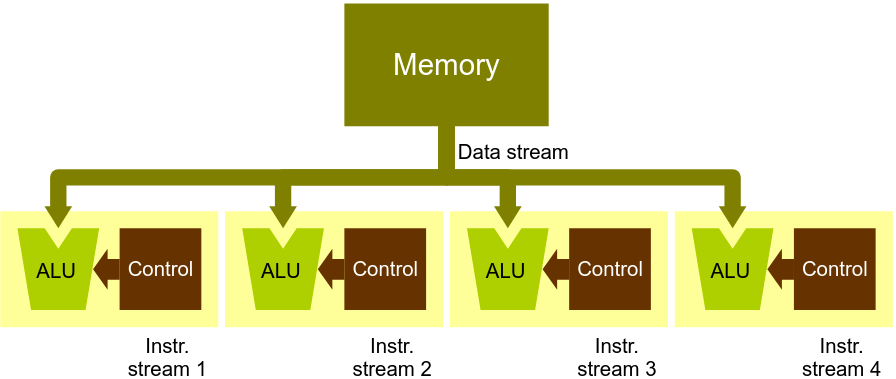 Memory
Data stream
ALU
Control
ALU
Control
ALU
Control
ALU
Control
Instr.
stream 1
Instr.
stream 2
Instr.
stream 3
Instr.
stream 4